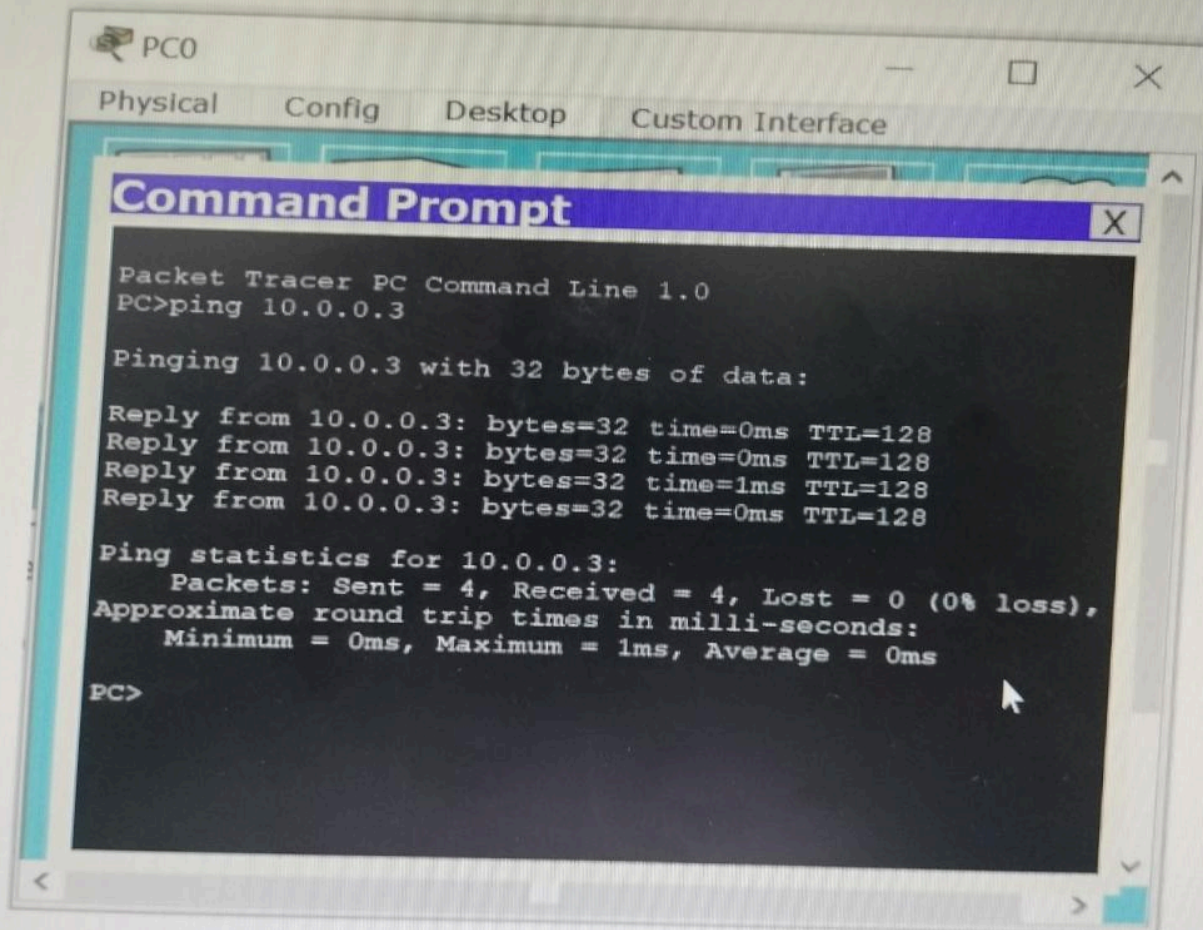 PC0
Physical Config Desktop Custom Interface
Command Prompt
X
Packet Tracer PC Command Line 1.0
PC>ping 10.0.0.3
Pinging 10.0.0.3 with 32 bytes of data:
Reply from 10.0.0.3: bytes=32 time=0ms TTL=128
Reply from 10.0.0.3: bytes=32 time=0ms TTL=128
Reply from 10.0.0.3: bytes=32 time=1ms TTL=128
Reply from 10.0.0.3: bytes=32 time=0ms TTL=128
Ping statistics for 10.0.0.3:
Packets: Sent = 4, Received = 4, Lost = 0 (0% loss),
Approximate round trip times in milli-seconds:
Minimum = 0ms, Maximum = 1ms, Average = 0ms
PC>